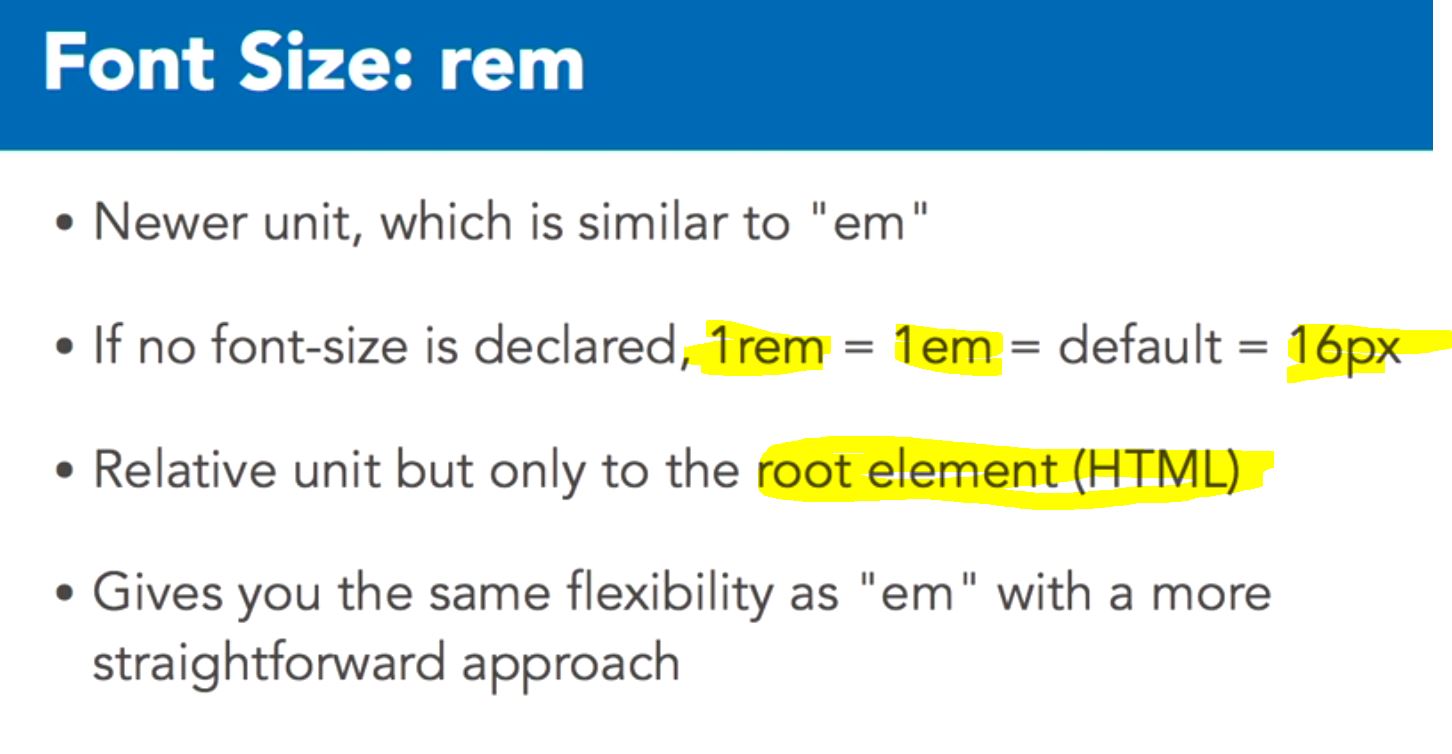 Font Size: rem
• Newer unit, which is similar to "em"
• If no font-size is declared, 1rem = 1em = default = 16px
• Relative unit but only to the root element (HTML)
• Gives you the same flexibility as "em" with a more
straightforward approach